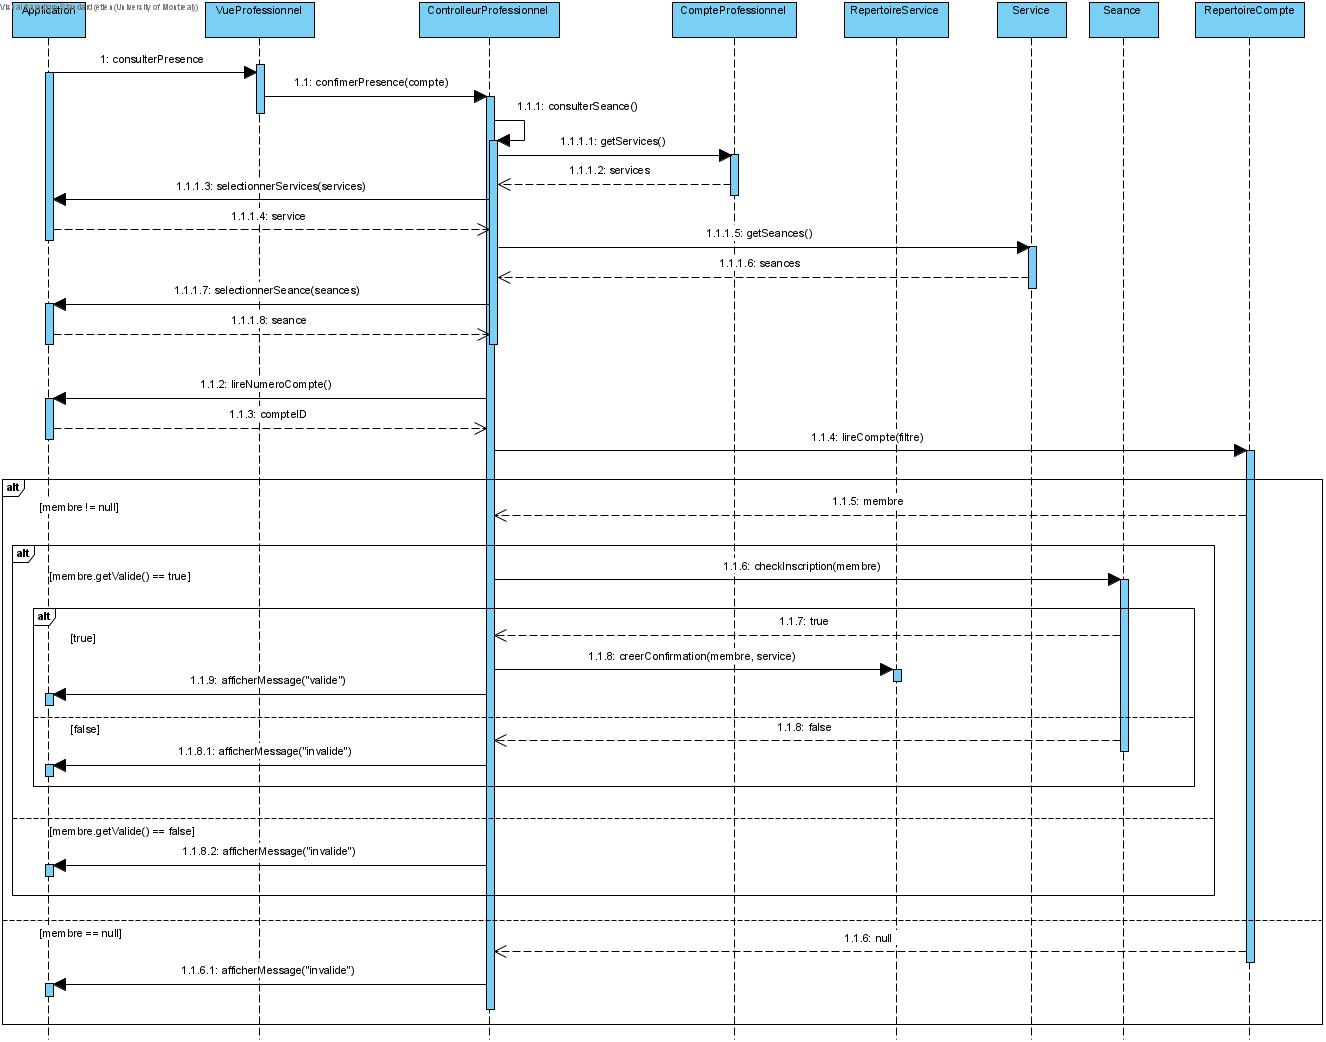 Application
VueProfessionnel
ControlleurProfessionnel
CompteProfessionnel
RepertoireService
Service
Seance
RepertoireCompte
1: consulterPresence
1.1: confimerPresence(compte)
1.1.1: consulterSeance()
1.1.1.1: getServices()
1.1.1.2: services
1.1.1.3: selectionnerServices(services)
1.1.1.4: service
1.1.1.5: getSeances()
1.1.1.6: seances
1.1.1.7: selectionnerSeance(seances)
1.1.1.8: seance
1.1.2: lireNumeroCompte()
1.1.3: compteID
1.1.4: lireCompte(filtre)
alt
[membre != null]
1.1.5: membre
alt
[membre.getValide() == true]
1.1.6: checkInscription(membre)
alt
[true]
1.1.7: true
1.1.8: creerConfirmation(membre, service)
1.1.9: afficherMessage("valide")
[false]
1.1.8: false
1.1.8.1: afficherMessage("invalide")
[membre.getValide() == false]
1.1.8.2: afficherMessage("invalide")
[membre == null]
1.1.6: null
1.1.6.1: afficherMessage("invalide")